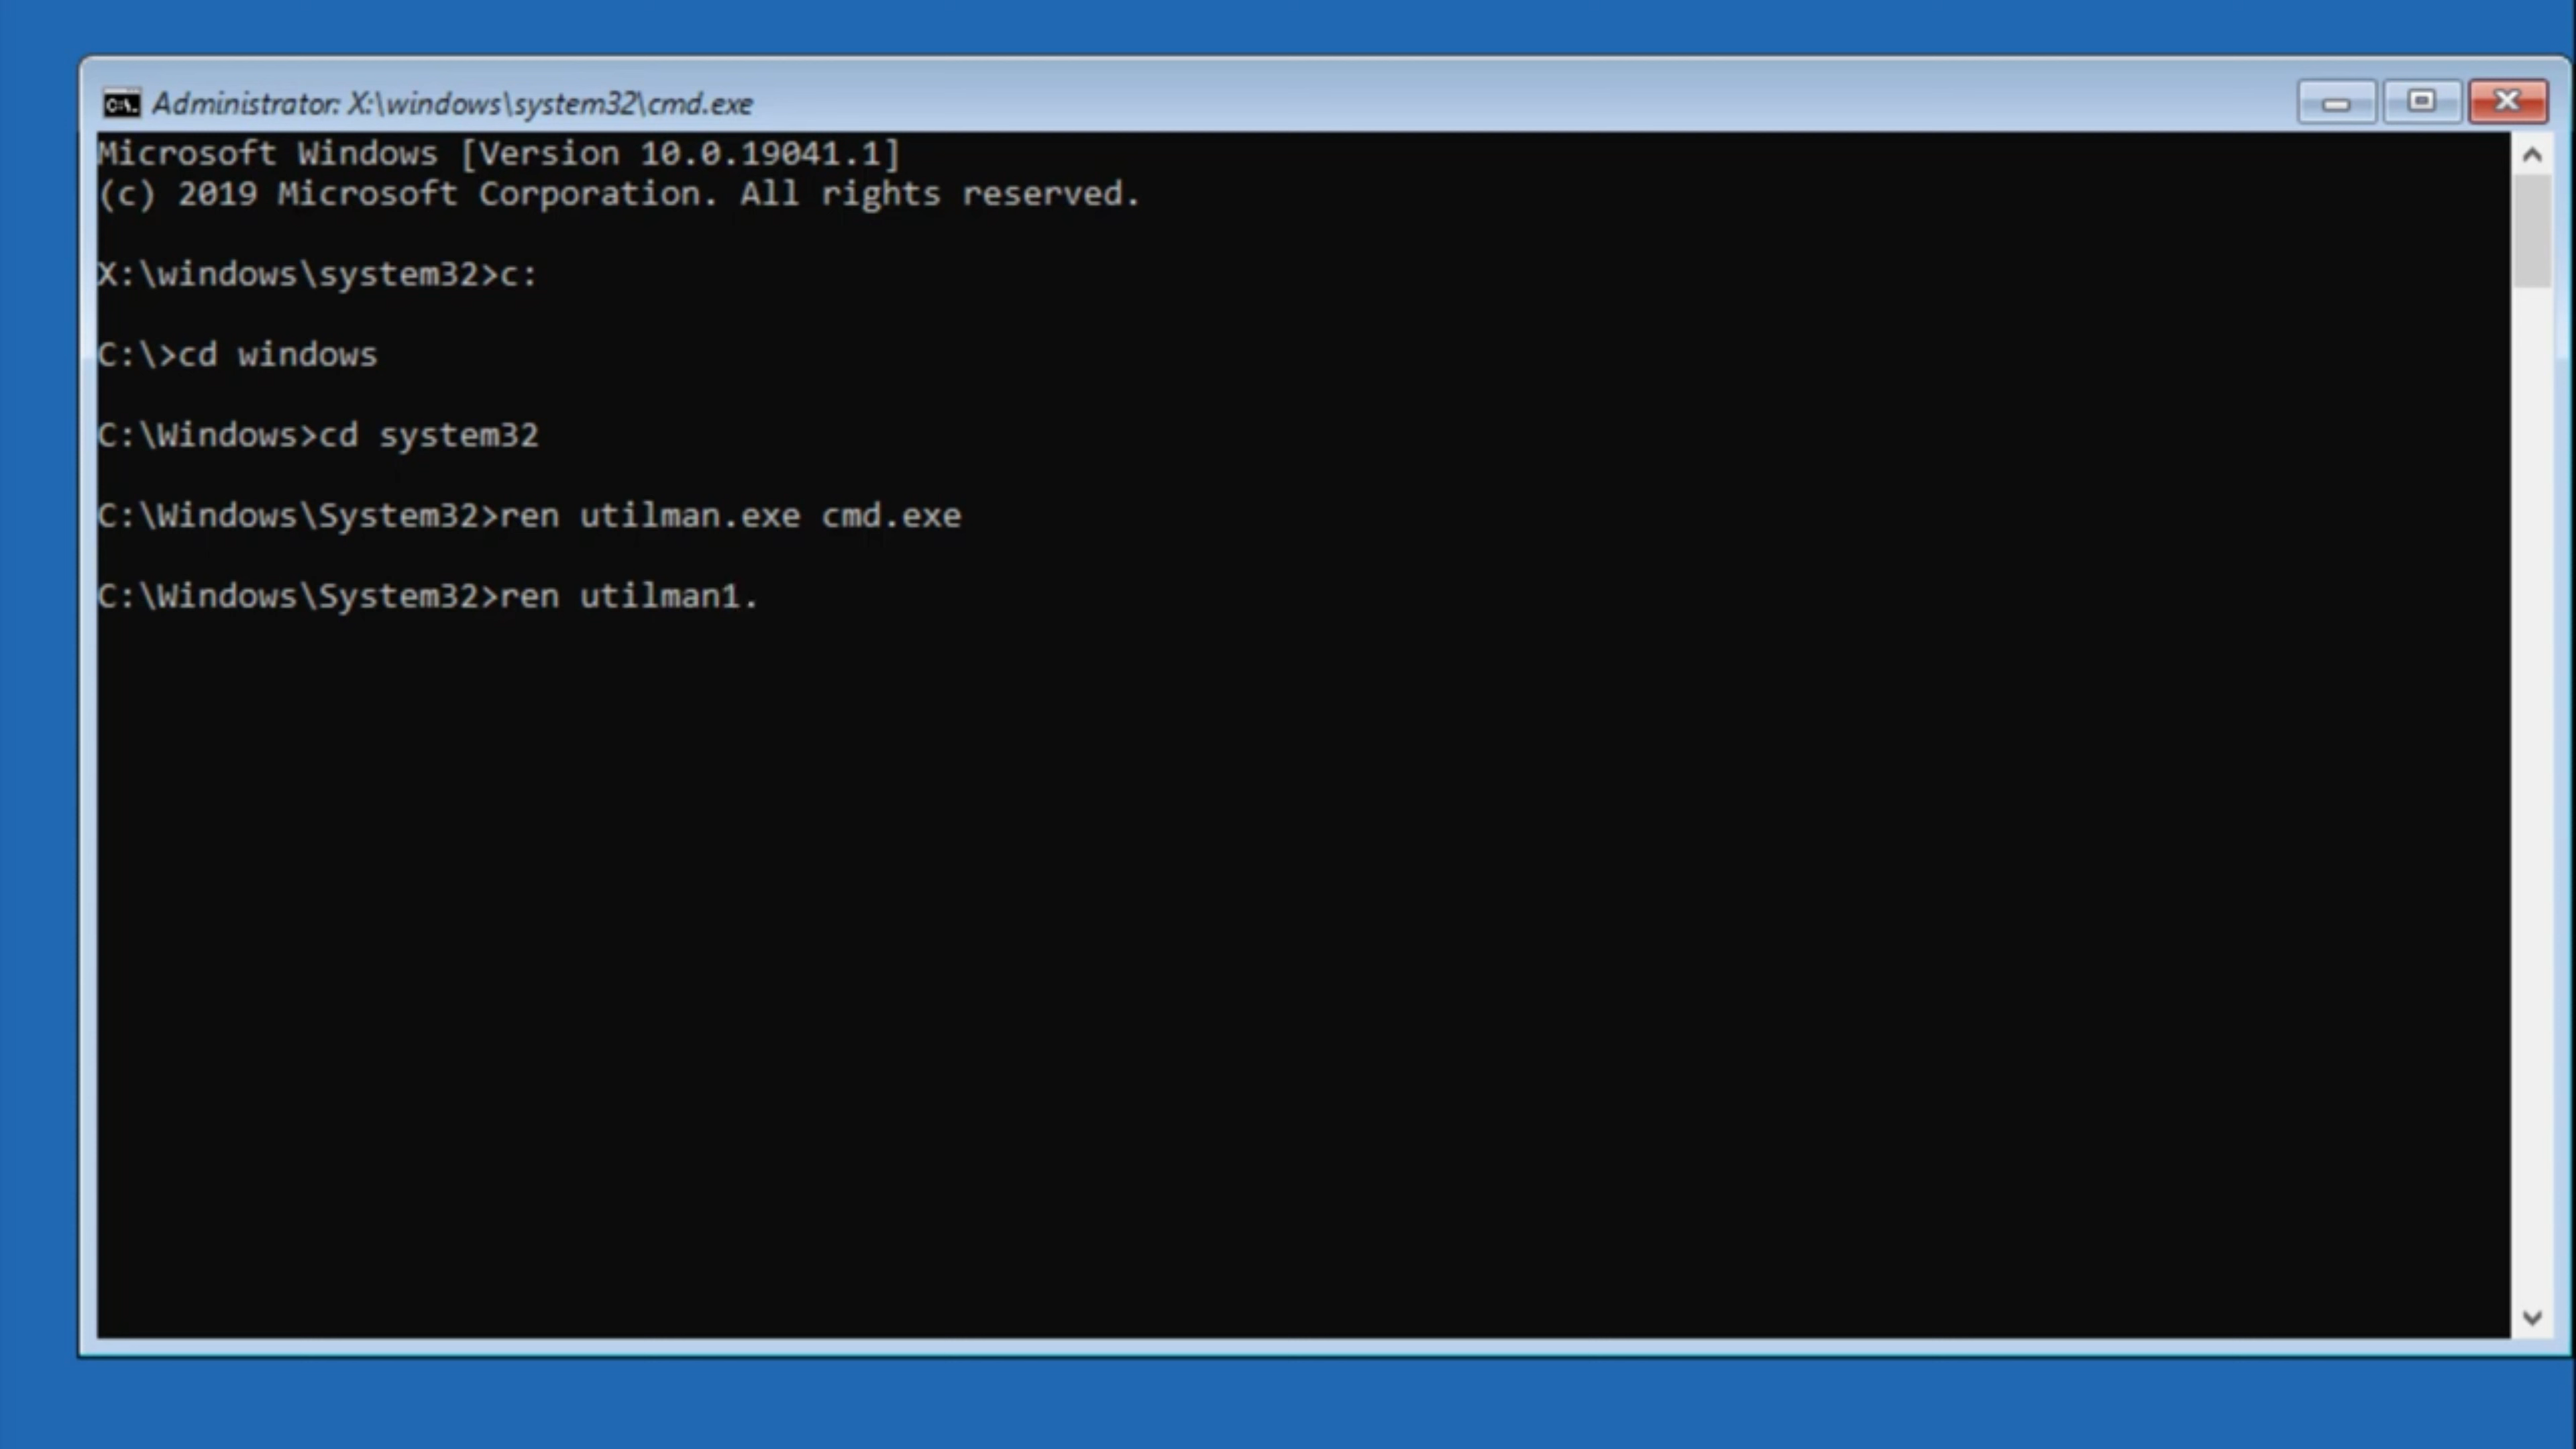 Administrator: X:\windows\system32\cmd.exe
Microsoft Windows [Version 10.0.19041.1]
(c) 2019 Microsoft Corporation. All rights reserved.
X:\windows\system32>c:
C:\>cd windows
C:\Windows>cd system32
C:\Windows\System32>ren utilman.exe cmd.exe
C:\Windows\System32>ren utilman1.